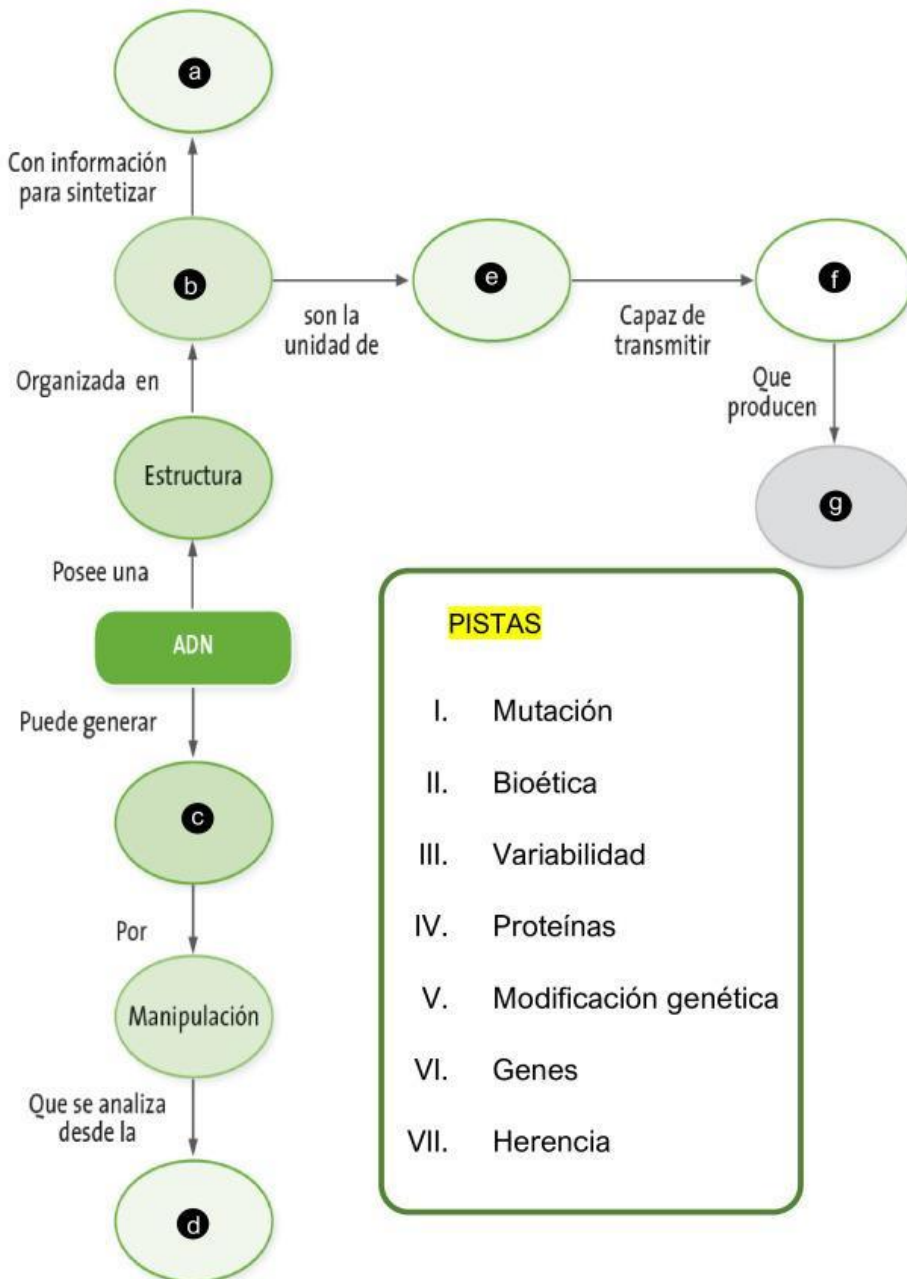 a
Con información
para sintetizar
b
son la
unidad de
e
Capaz de
transmitir
f
Organizada en
Que
producen
Estructura
g
Posee una
ADN
Puede generar
c
Por
Manipulación
Que se analiza
desde la
d
PISTAS
I. Mutación
II. Bioética
III. Variabilidad
IV. Proteínas
V. Modificación genética
VI. Genes
VII. Herencia